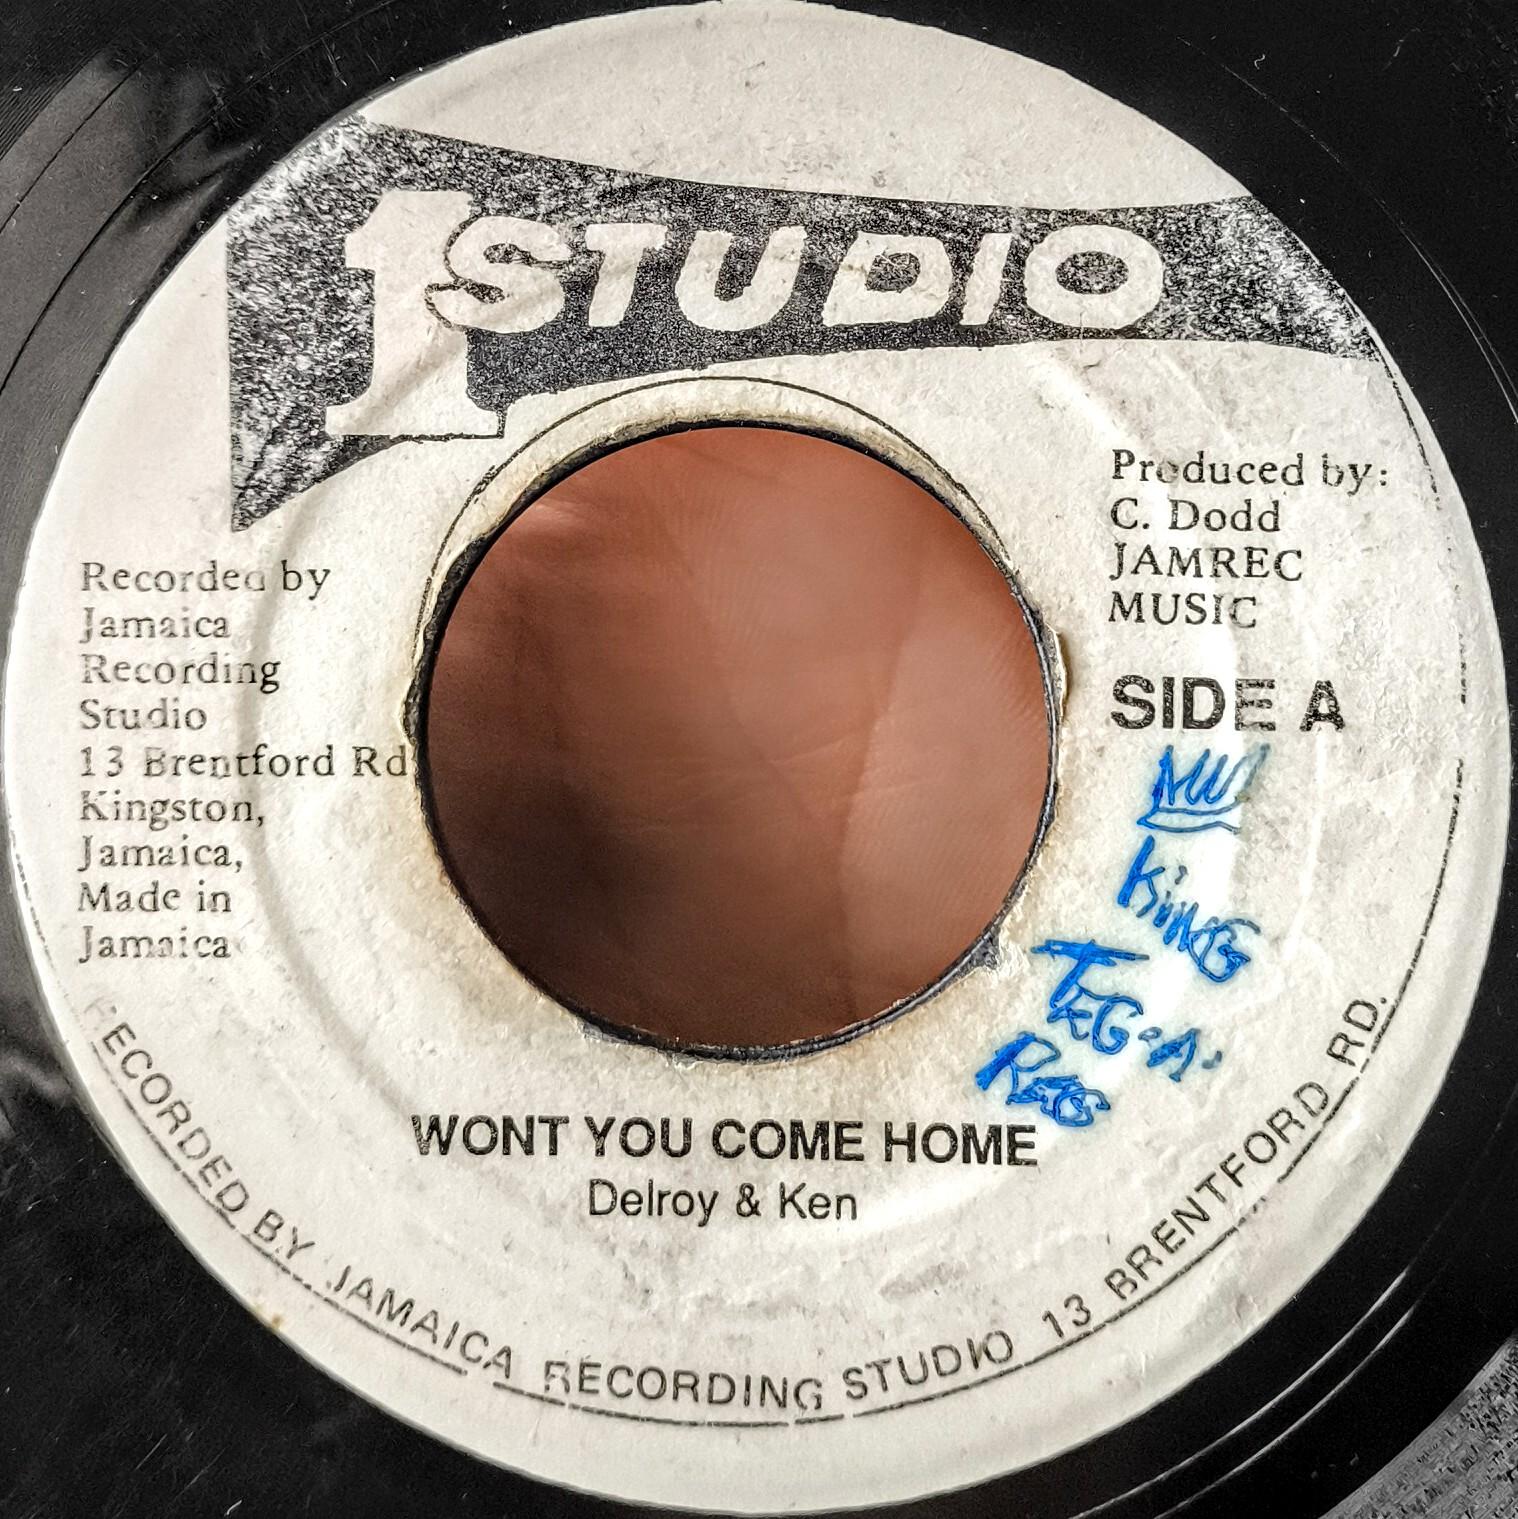 1 STUDIO
Produced by:
C. Dodd
JAMREC
MUSIC
SIDE A
Recorded by
Jamaica
Recording
Studio
13 Brentford Rd
Kingston,
Jamaica,
Made in
Jamaica
KiNG
TEG·A·
WONT YOU COME HOME
Delroy & Ken
RECORDED BY JAMAICA RECORDING STUDIO 13 BRENTFORD RD.